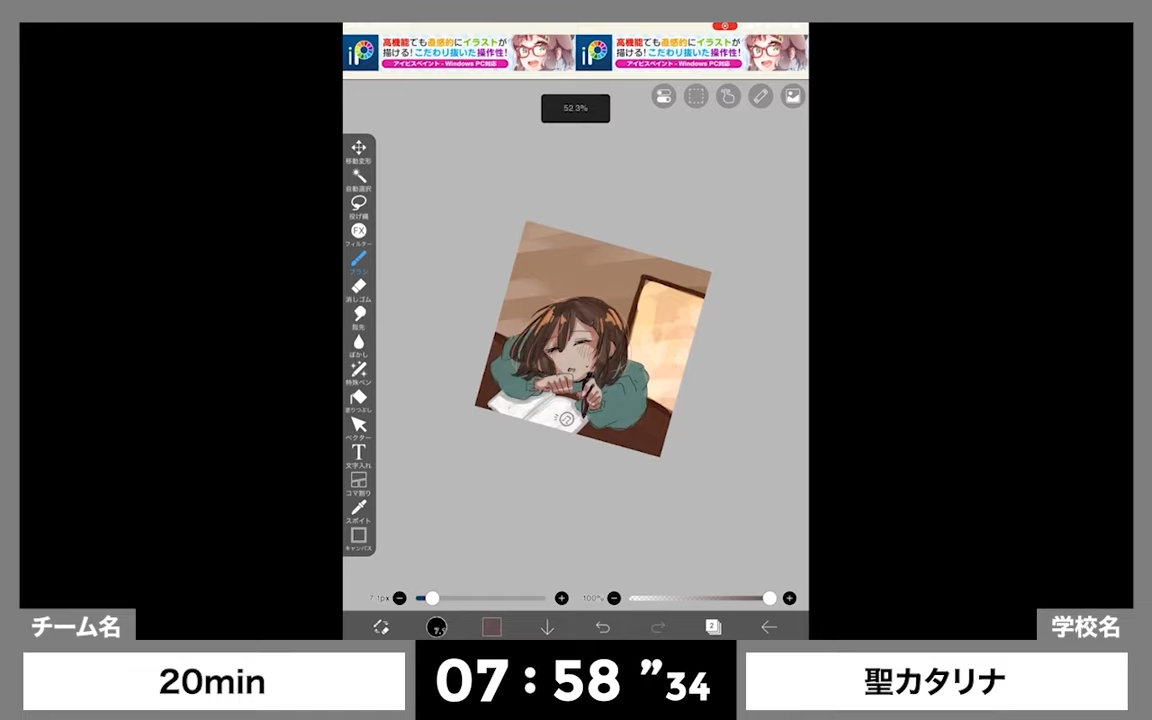 高機能でも直感的にイラストが
描ける!こだわり抜いた操作性!
アイビスペイント - Windows PC対応
高機能でも直感的にイラストが
描ける!こだわり抜いた操作性!
アイビスペイント - Windows PC対応
52.3%
移動変形
自動選択
投げ縄
FX
フィルター
ブラシ
消しゴム
指先
ぼかし
特殊ペン
塗りつぶし
ベクター
T
文字入れ
コマ割り
スポイト
キャンバス
7.1px
100%
7.1
2
チーム名
学校名
20min
07:58 ”34
聖カタリナ